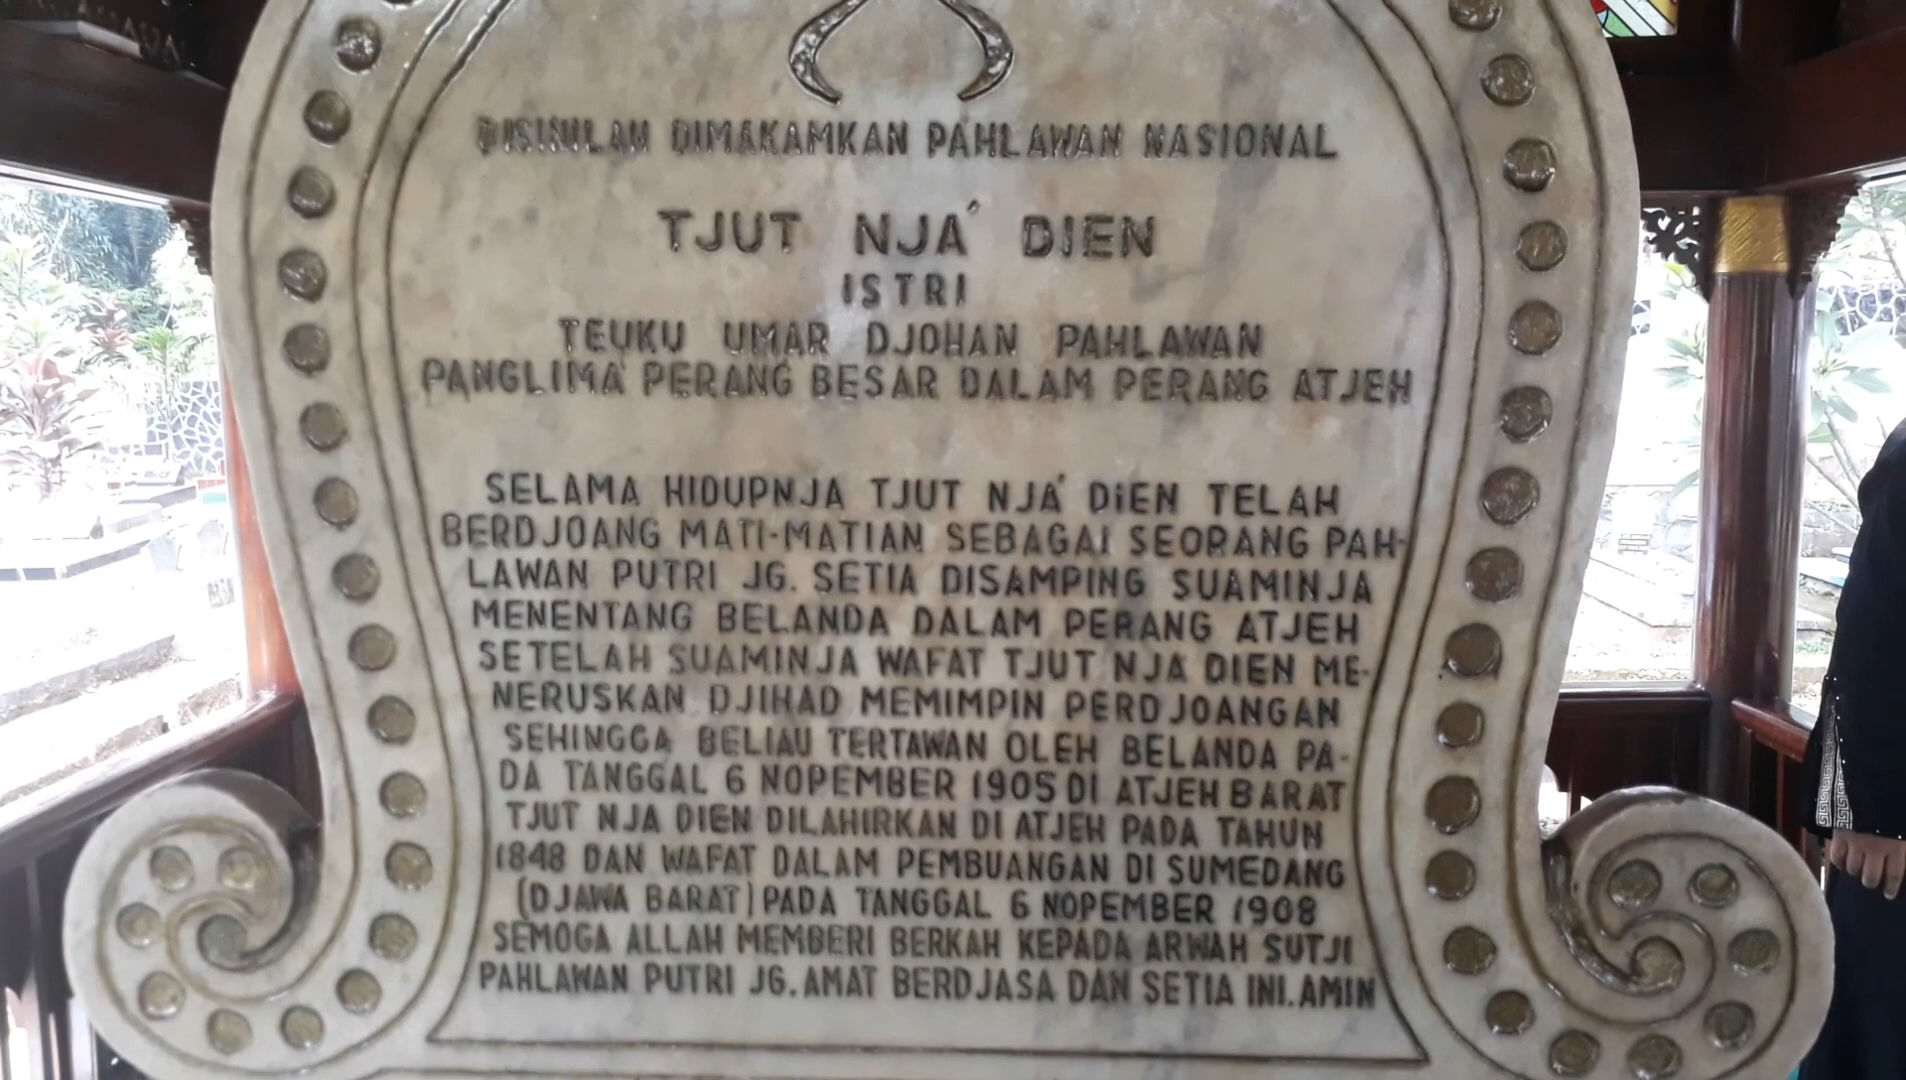 DISINILAH DIMAKAMKAN PAHLAWAN NASIONAL
TJUT NJA' DIEN
ISTRI
TEUKU UMAR DJOHAN PAHLAWAN
PANGLIMA PERANG BESAR DALAM PERANG ATJEH
SELAMA HIDUPNJA TJUT NJA' DIEN TELAH
BERDJOANG MATI-MATIAN SEBAGAI SEORANG PAH-
LAWAN PUTRI JG. SETIA DISAMPING SUAMINJA
MENENTANG BELANDA DALAM PERANG ATJEH
SETELAH SUAMINJA WAFAT TJUT NJA' DIEN ME-
NERUSKAN DJIHAD MEMIMPIN PERDJOANGAN
SEHINGGA BELIAU TERTAWAN OLEH BELANDA PA-
DA TANGGAL 6 NOPEMBER 1905 DI ATJEH BARAT
TJUT NJA DIEN DILAHIRKAN DI ATJEH PADA TAHUN
1848 DAN WAFAT DALAM PEMBUANGAN DI SUMEDANG
(DJAWA BARAT) PADA TANGGAL 6 NOPEMBER 1908
SEMOGA ALLAH MEMBERI BERKAH KEPADA ARWAH SUTJI
PAHLAWAN PUTRI JG. AMAT BERDJASA DAN SETIA INI. AMIN